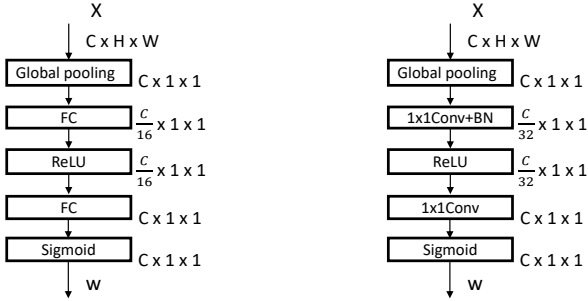 X
C x H x W
Global pooling
C x 1 x 1
FC
C/16 x 1 x 1
ReLU
C/16 x 1 x 1
FC
C x 1 x 1
Sigmoid
C x 1 x 1
w
X
C x H x W
Global pooling
C x 1 x 1
1x1Conv+BN
C/32 x 1 x 1
ReLU
C/32 x 1 x 1
1x1Conv
C x 1 x 1
Sigmoid
C x 1 x 1
w